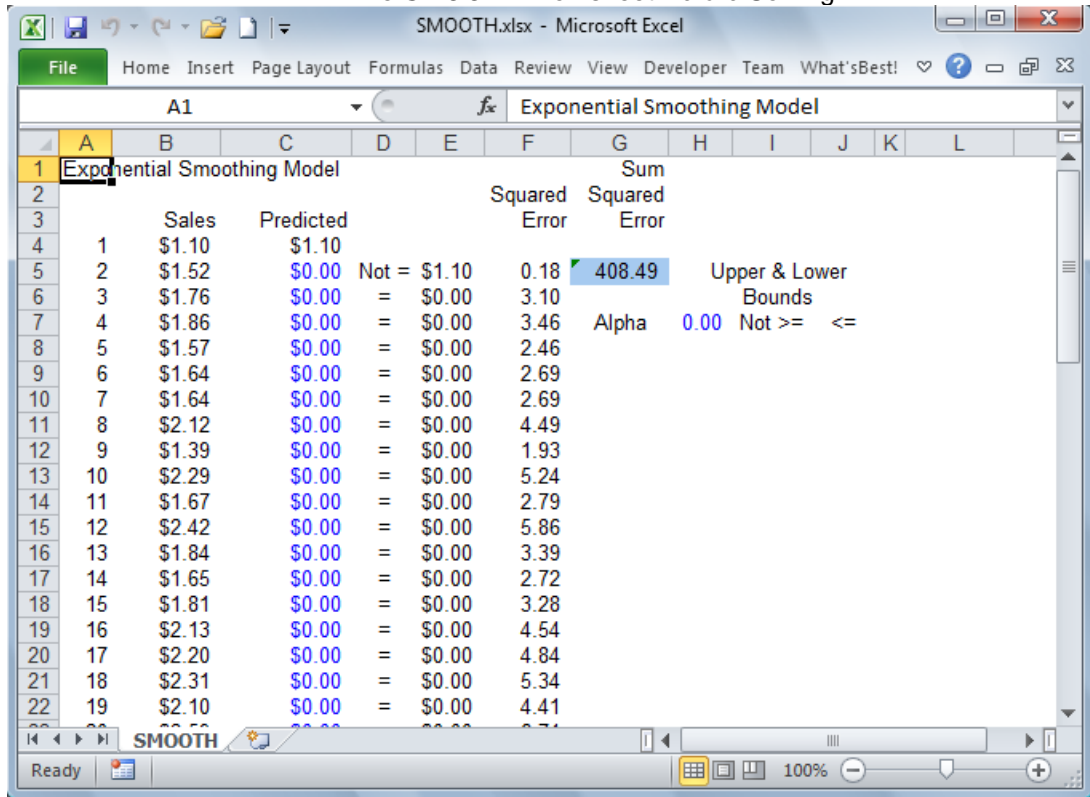 SMOOTH.xlsx - Microsoft Excel
File Home Insert Page Layout Formulas Data Review View Developer Team What'sBest!
A1 fx Exponential Smoothing Model
A B C D E F G H I J K L
1 Exponential Smoothing Model Sum
2 Squared Squared
3 Sales Predicted Error Error
4 1 $1.10 $1.10
5 2 $1.52 $0.00 Not = $1.10 0.18 408.49 Upper & Lower
6 3 $1.76 $0.00 = $0.00 3.10 Bounds
7 4 $1.86 $0.00 = $0.00 3.46 Alpha 0.00 Not >= <=
8 5 $1.57 $0.00 = $0.00 2.46
9 6 $1.64 $0.00 = $0.00 2.69
10 7 $1.64 $0.00 = $0.00 2.69
11 8 $2.12 $0.00 = $0.00 4.49
12 9 $1.39 $0.00 = $0.00 1.93
13 10 $2.29 $0.00 = $0.00 5.24
14 11 $1.67 $0.00 = $0.00 2.79
15 12 $2.42 $0.00 = $0.00 5.86
16 13 $1.84 $0.00 = $0.00 3.39
17 14 $1.65 $0.00 = $0.00 2.72
18 15 $1.81 $0.00 = $0.00 3.28
19 16 $2.13 $0.00 = $0.00 4.54
20 17 $2.20 $0.00 = $0.00 4.84
21 18 $2.31 $0.00 = $0.00 5.34
22 19 $2.10 $0.00 = $0.00 4.41
SMOOTH
Ready 100%